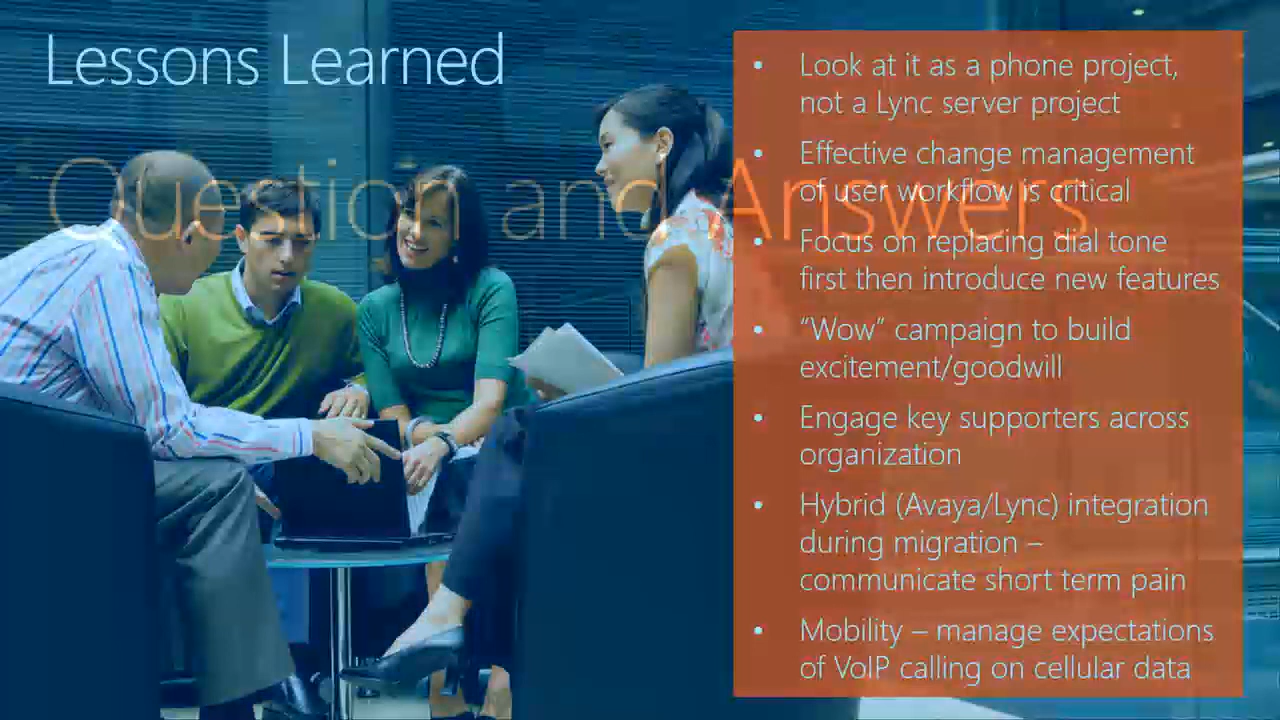 Lessons Learned
Question and Answers
• Look at it as a phone project,
not a Lync server project
• Effective change management
of user workflow is critical
• Focus on replacing dial tone
first then introduce new features
• “Wow” campaign to build
excitement/goodwill
• Engage key supporters across
organization
• Hybrid (Avaya/Lync) integration
during migration –
communicate short term pain
• Mobility – manage expectations
of VoIP calling on cellular data